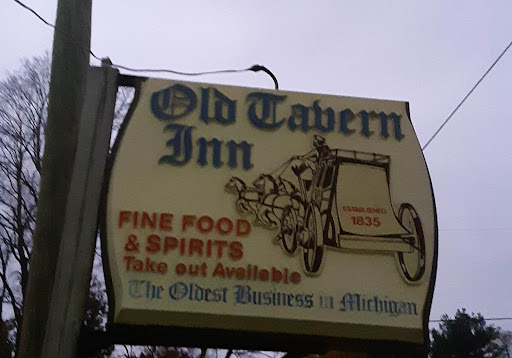 Old Tavern
Inn
ESTABLISHED
1835
FINE FOOD
& SPIRITS
Take out Available
The Oldest Business in Michigan